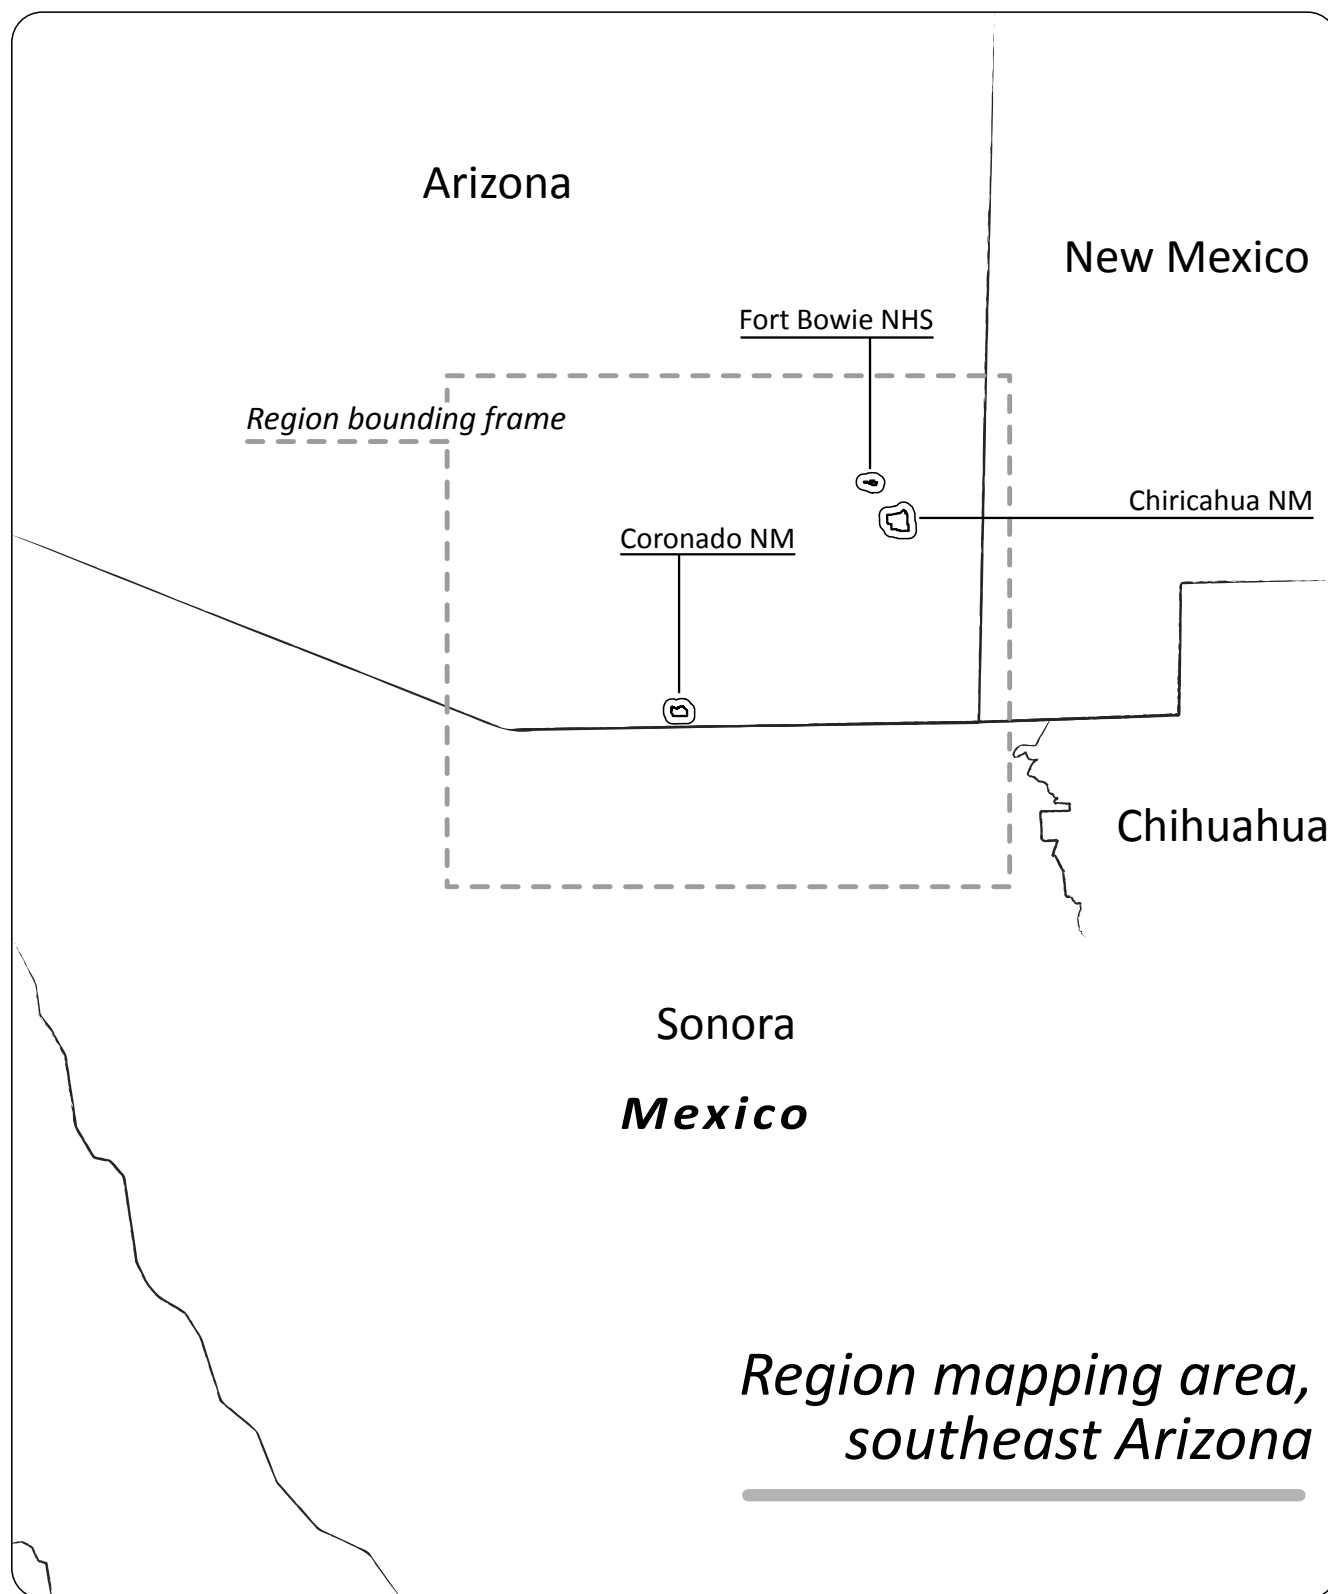 Arizona
New Mexico
Fort Bowie NHS
Region bounding frame
Chiricahua NM
Coronado NM
Chihuahua
Sonora
Mexico
Region mapping area,
southeast Arizona